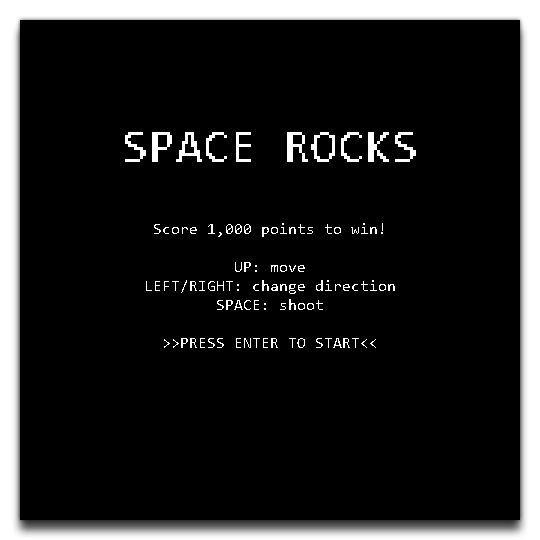 SPACE ROCKS
Score 1,000 points to win!
UP: move
LEFT/RIGHT: change direction
SPACE: shoot
>>PRESS ENTER TO START<<